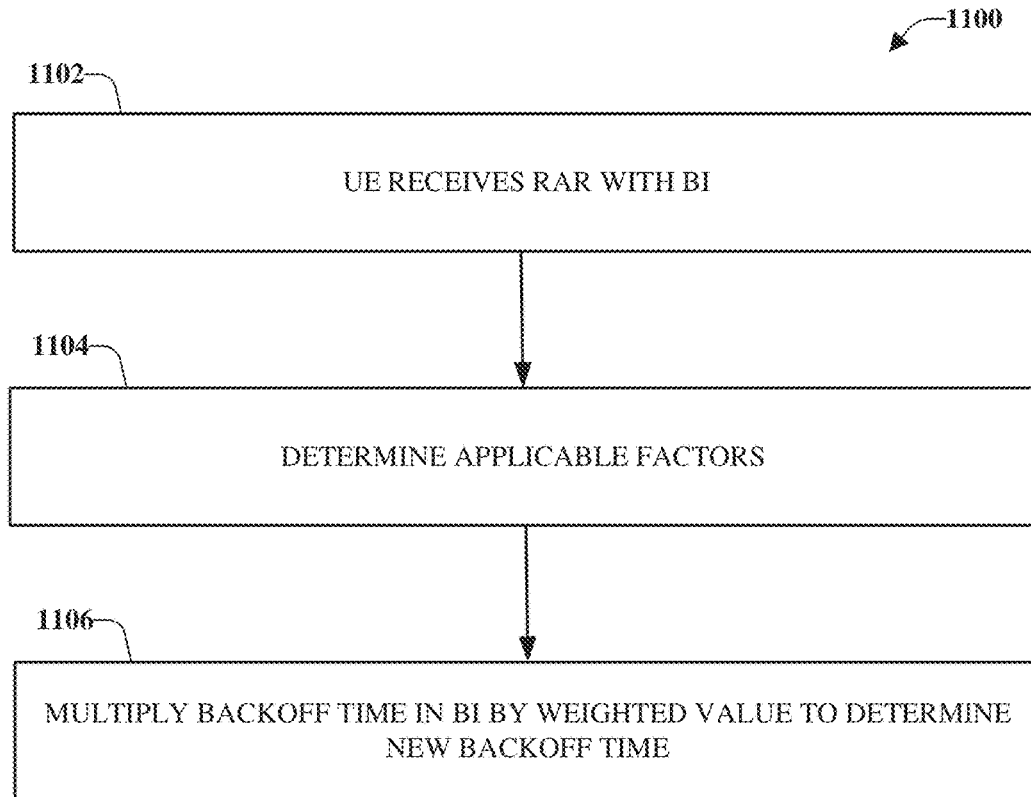 1100
1102
UE RECEIVES RAR WITH BI
1104
DETERMINE APPLICABLE FACTORS
1106
MULTIPLY BACKOFF TIME IN BI BY WEIGHTED VALUE TO DETERMINE
NEW BACKOFF TIME